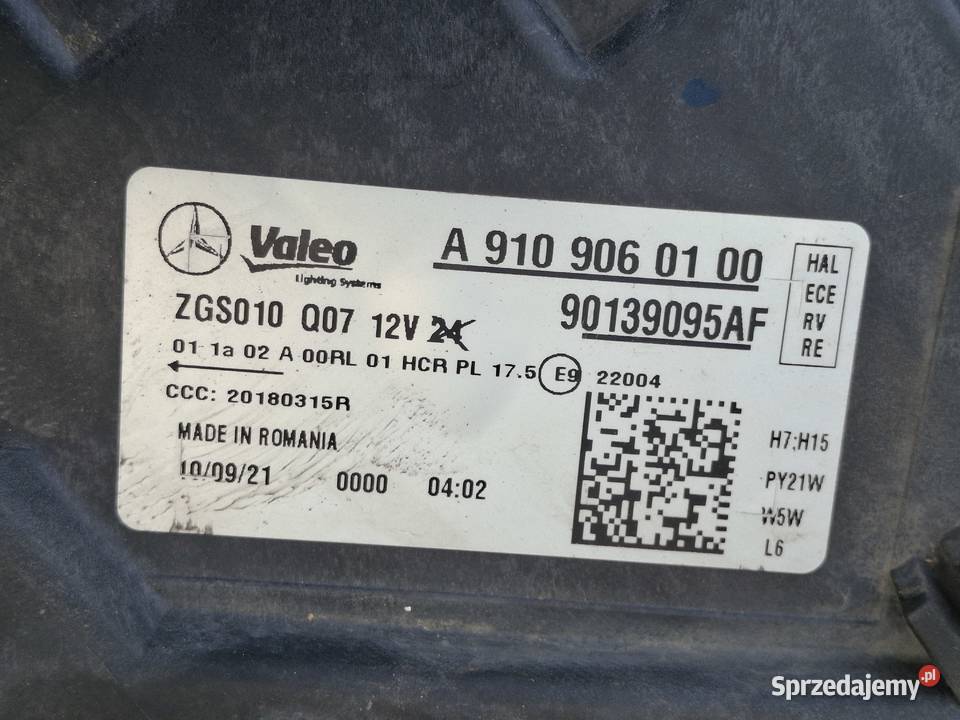 Valeo
Lighting Systems
A 910 906 01 00
HAL
ECE
RV
RE
ZGS010 Q07 12V 24
90139095AF
01 1a 02 A 00RL 01 HCR PL 17.5 E9 22004
CCC: 20180315R
MADE IN ROMANIA
10/09/21 0000 04:02
H7;H15
PY21W
W5W
L6
Sprzedajemy.pl